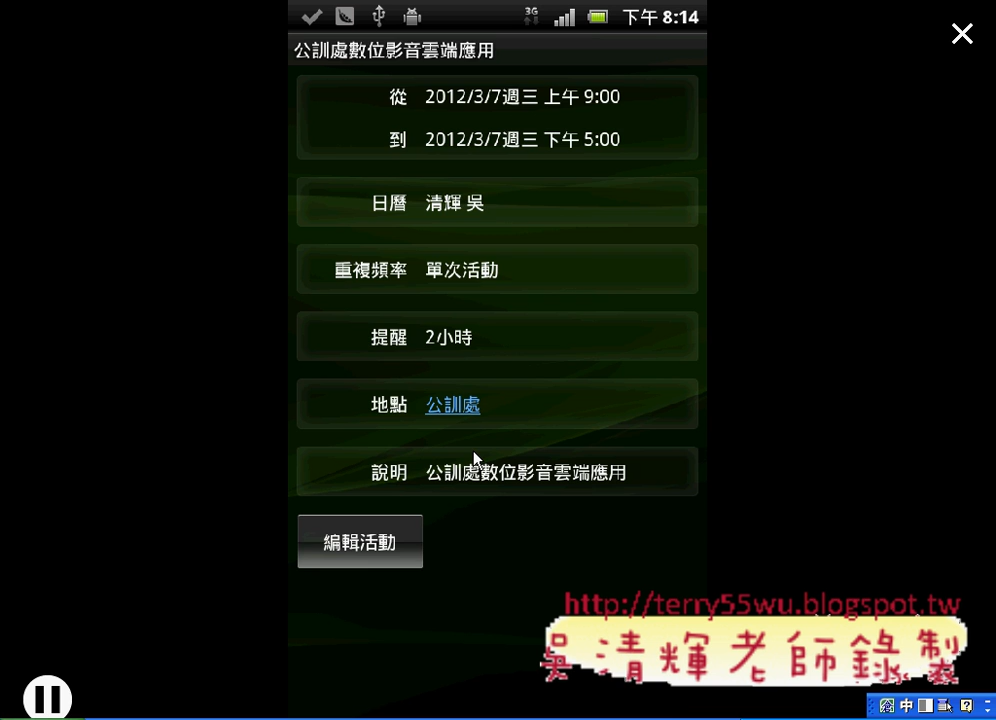 3G 下午 8:14
公訓處數位影音雲端應用
從 2012/3/7週三 上午 9:00
到 2012/3/7週三 下午 5:00
日曆 清輝 吳
重複頻率 單次活動
提醒 2小時
地點 公訓處
說明 公訓處數位影音雲端應用
編輯活動
http://terry55wu.blogspot.tw
吳清輝老師錄製
中